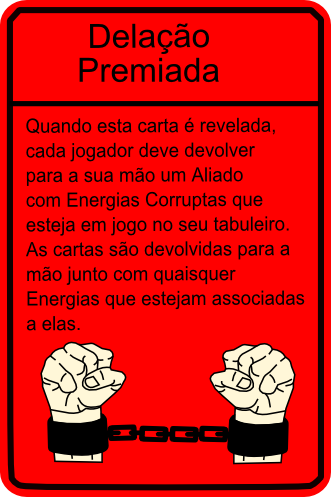 Delação
Premiada
Quando esta carta é revelada,
cada jogador deve devolver
para a sua mão um Aliado
com Energias Corruptas que
esteja em jogo no seu tabuleiro.
As cartas são devolvidas para a
mão junto com quaisquer
Energias que estejam associadas
a elas.